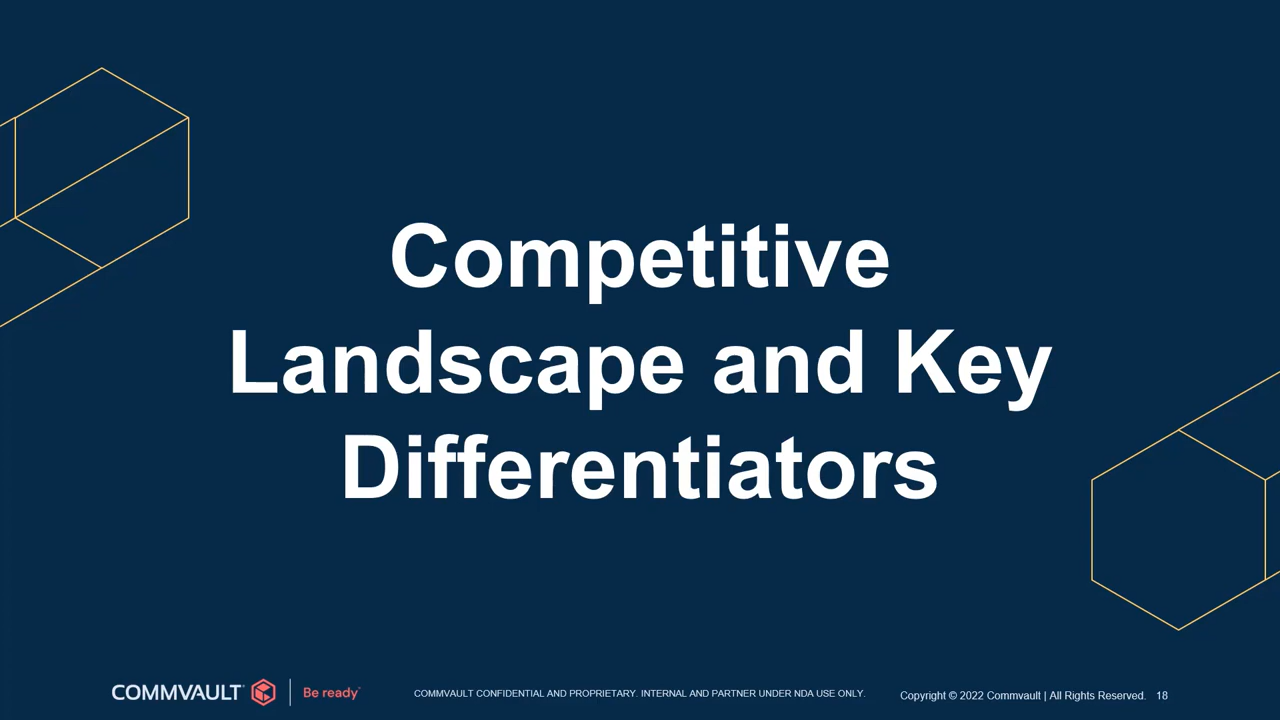 Competitive
Landscape and Key
Differentiators
COMMVAULT Be ready COMMVAULT CONFIDENTIAL AND PROPRIETARY. INTERNAL AND PARTNER UNDER NDA USE ONLY. Copyright © 2022 Commvault | All Rights Reserved. 18